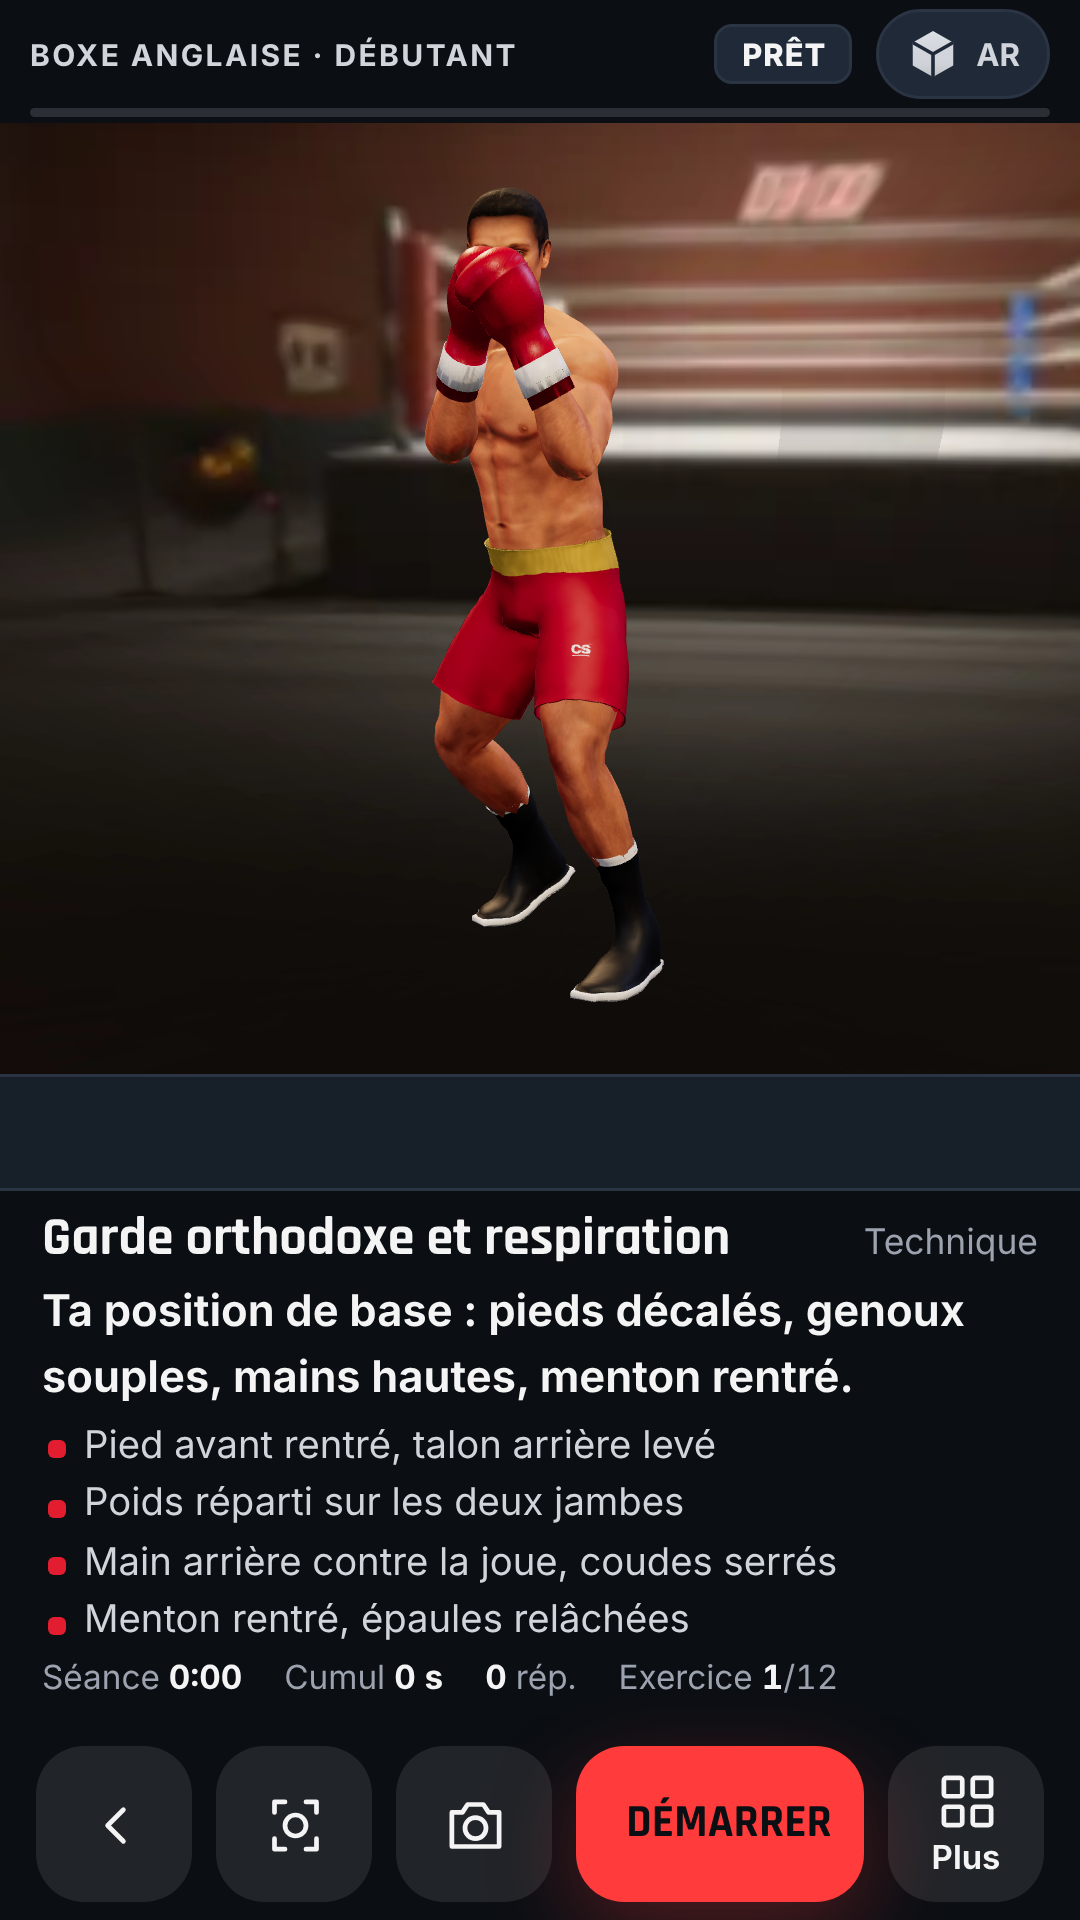 BOXE ANGLAISE · DÉBUTANT
PRÊT
AR
CS
Garde orthodoxe et respiration
Technique
Ta position de base : pieds décalés, genoux
souples, mains hautes, menton rentré.
Pied avant rentré, talon arrière levé
Poids réparti sur les deux jambes
Main arrière contre la joue, coudes serrés
Menton rentré, épaules relâchées
Séance 0:00 Cumul 0 s 0 rép. Exercice 1/12
DÉMARRER
Plus